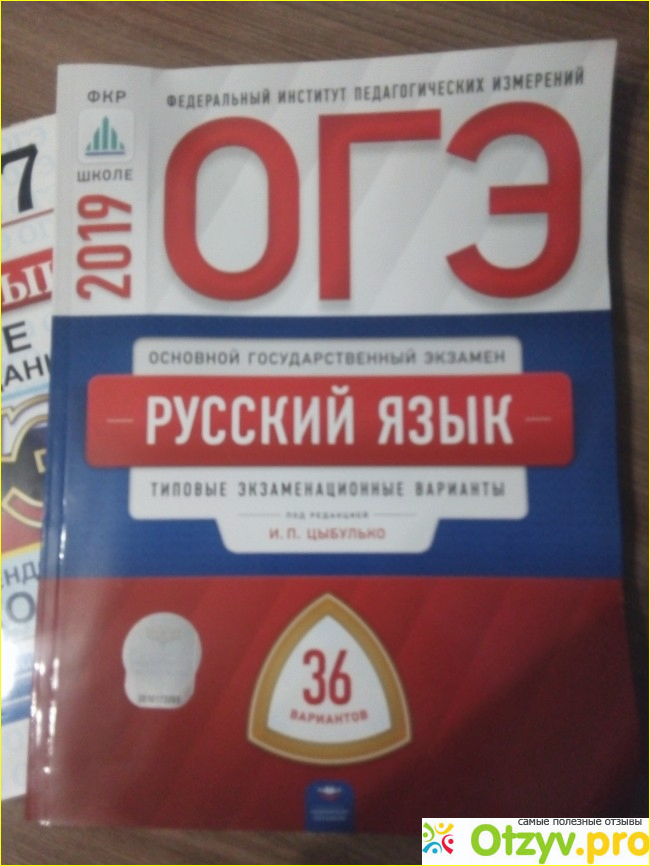 ФКР
ШКОЛЕ
2019
ФЕДЕРАЛЬНЫЙ ИНСТИТУТ ПЕДАГОГИЧЕСКИХ ИЗМЕРЕНИЙ
ОГЭ
7
Е
ОСНОВНОЙ ГОСУДАРСТВЕННЫЙ ЭКЗАМЕН
РУССКИЙ ЯЗЫК
ТИПОВЫЕ ЭКЗАМЕНАЦИОННЫЕ ВАРИАНТЫ
ПОД РЕДАКЦИЕЙ
И. П. ЦЫБУЛЬКО
36
ВАРИАНТОВ
самые полезные отзывы
Otzyv.pro